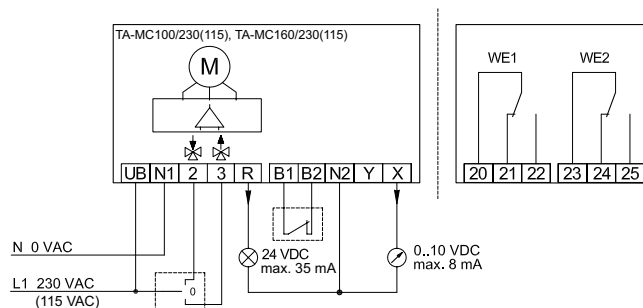 TA-MC100/230(115), TA-MC160/230(115)
M
WE1 WE2
UB N1 2 3 R B1 B2 N2 Y X
20 21 22 23 24 25
N 0 VAC
24 VDC
max. 35 mA
0..10 VDC
max. 8 mA
L1 230 VAC
(115 VAC)
0